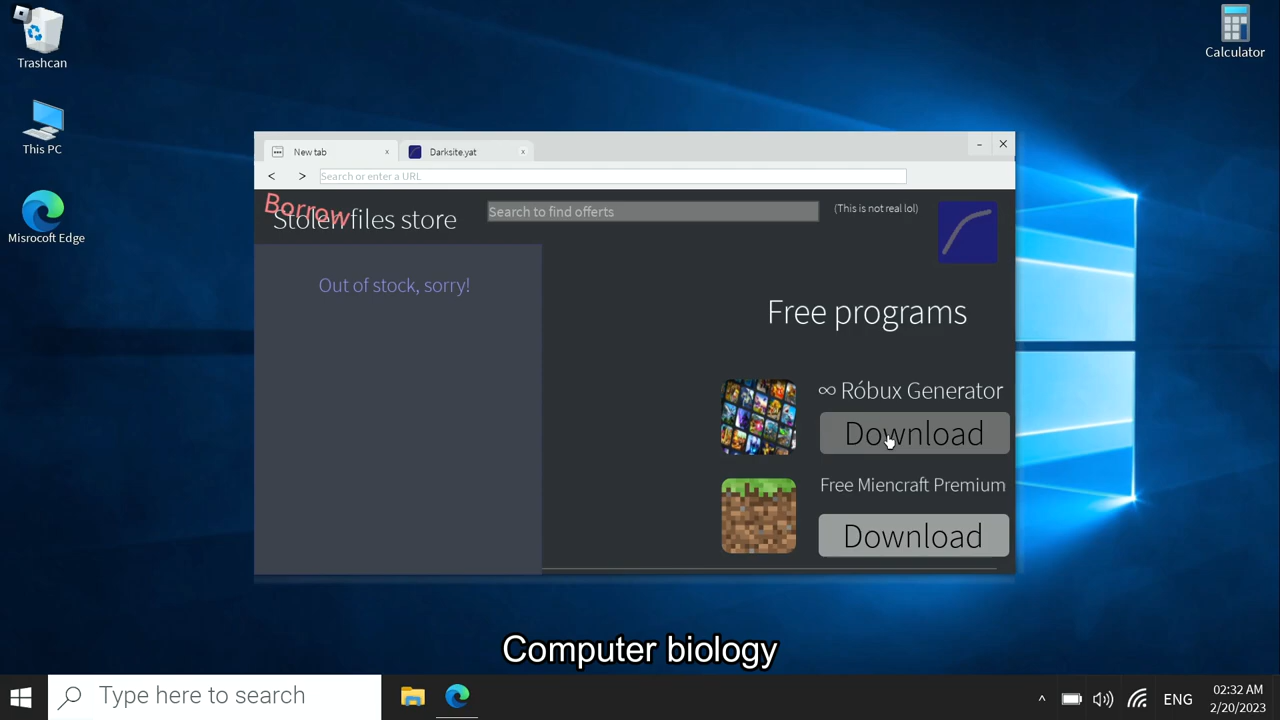 Trashcan
Calculator
This PC
Misrocoft Edge
New tab
Darksite.yat
Search or enter a URL
Borrow
Stolen files store
Search to find offerts
(This is not real lol)
Out of stock, sorry!
Free programs
∞ Róbux Generator
Download
Free Miencraft Premium
Download
Computer biology
Type here to search
ENG
02:32 AM
2/20/2023